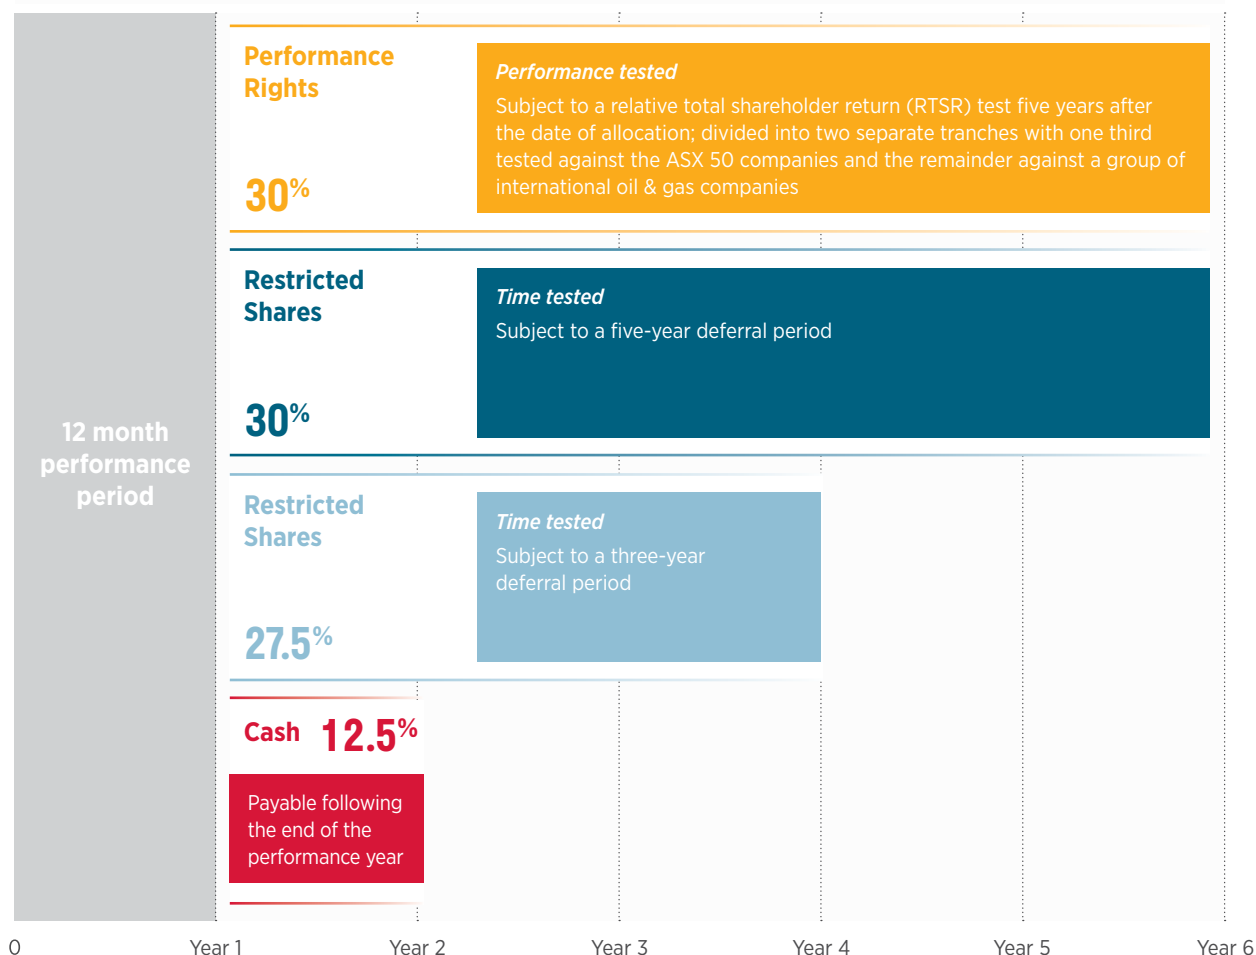 12 month
performance
period
Performance
Rights
30%
Performance tested
Subject to a relative total shareholder return (RTSR) test five years after
the date of allocation; divided into two separate tranches with one third
tested against the ASX 50 companies and the remainder against a group of
international oil & gas companies
Restricted
Shares
30%
Time tested
Subject to a five-year deferral period
Restricted
Shares
27.5%
Time tested
Subject to a three-year
deferral period
Cash 12.5%
Payable following
the end of the
performance year
0 Year 1 Year 2 Year 3 Year 4 Year 5 Year 6